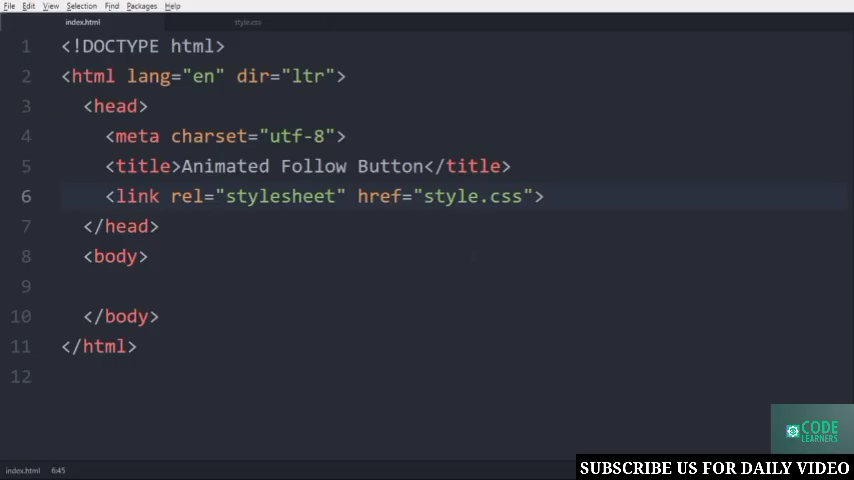 File Edit View Selection Find Packages Help
index.html style.css
1 <!DOCTYPE html>
2 <html lang="en" dir="ltr">
3 <head>
4 <meta charset="utf-8">
5 <title>Animated Follow Button</title>
6 <link rel="stylesheet" href="style.css">
7 </head>
8 <body>
9
10 </body>
11 </html>
12
CODE
LEARNERS
index.html 6:45
SUBSCRIBE US FOR DAILY VIDEO